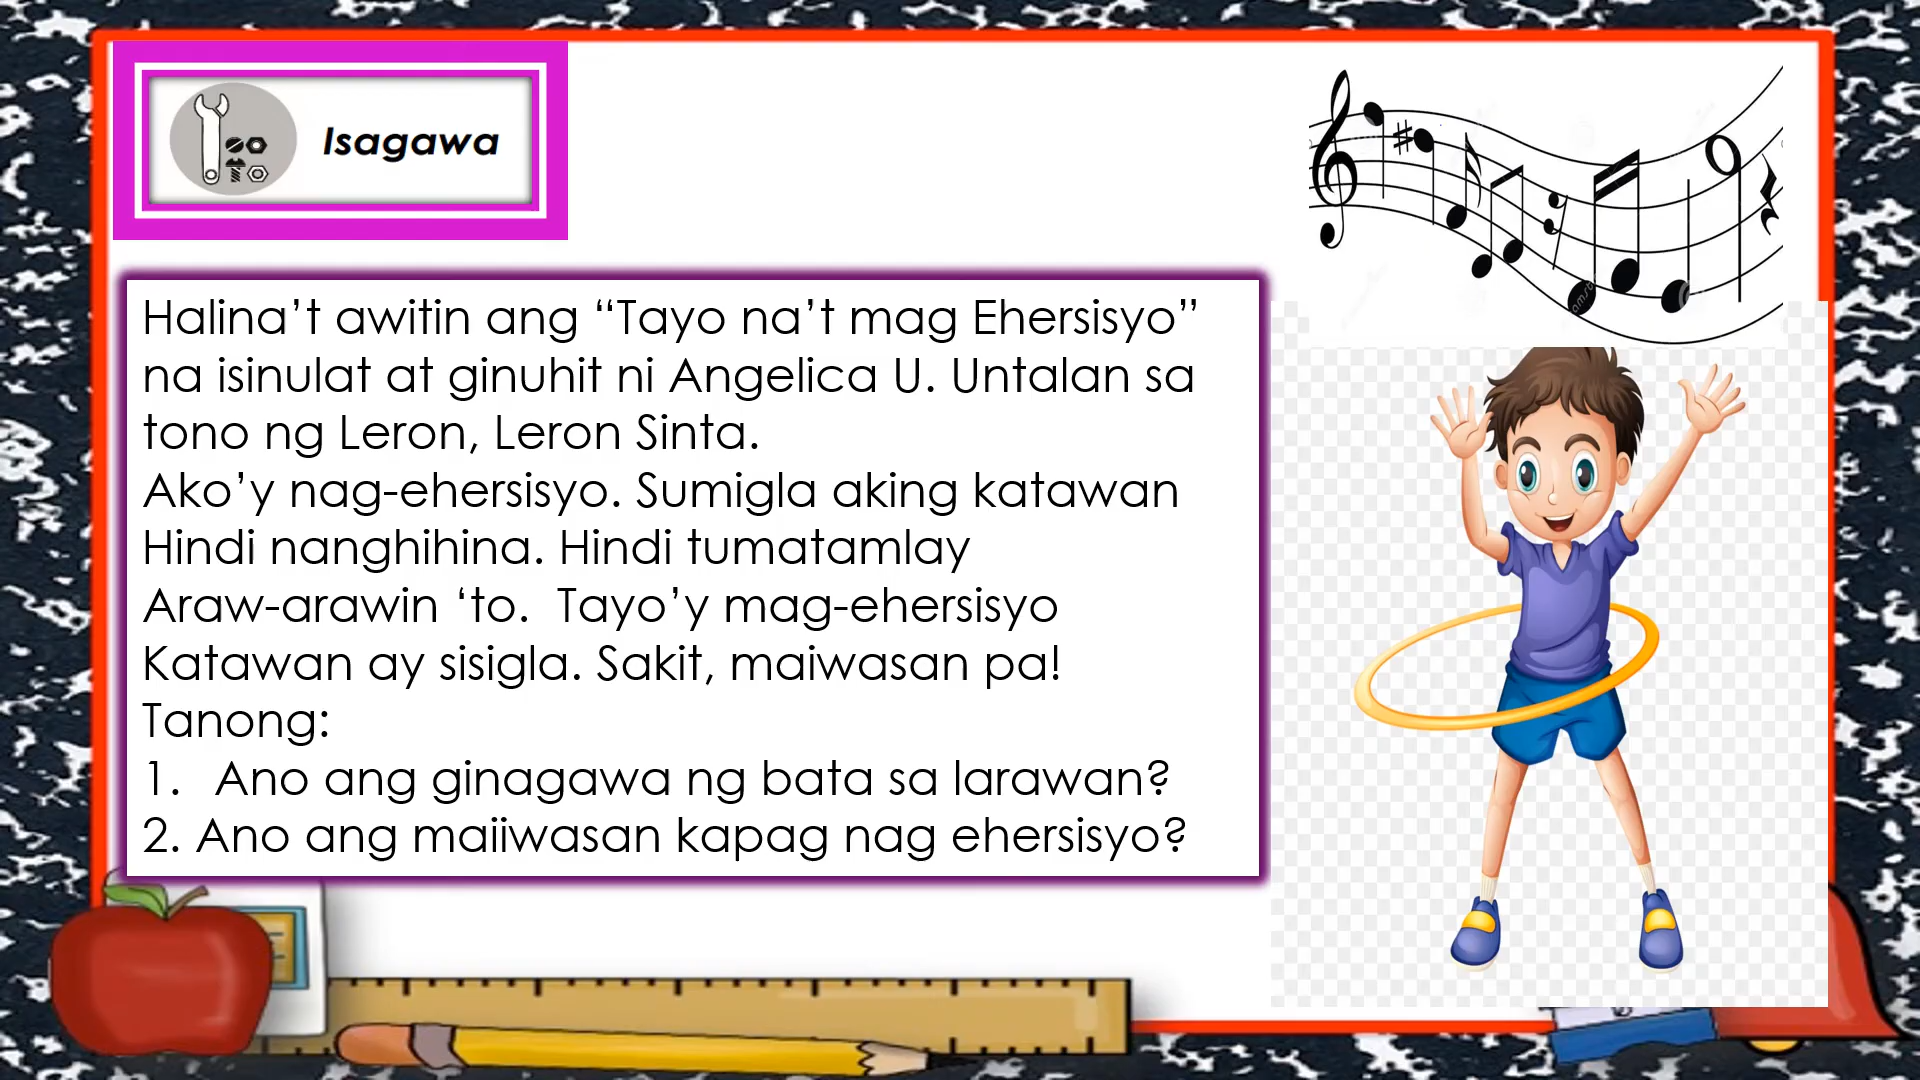 Isagawa
Halina’t awitin ang “Tayo na’t mag Ehersisyo”
na isinulat at ginuhit ni Angelica U. Untalan sa
tono ng Leron, Leron Sinta.
Ako’y nag-ehersisyo. Sumigla aking katawan
Hindi nanghihina. Hindi tumatamlay
Araw-arawin ‘to.  Tayo’y mag-ehersisyo
Katawan ay sisigla. Sakit, maiwasan pa!
Tanong:
1.  Ano ang ginagawa ng bata sa larawan?
2. Ano ang maiiwasan kapag nag ehersisyo?